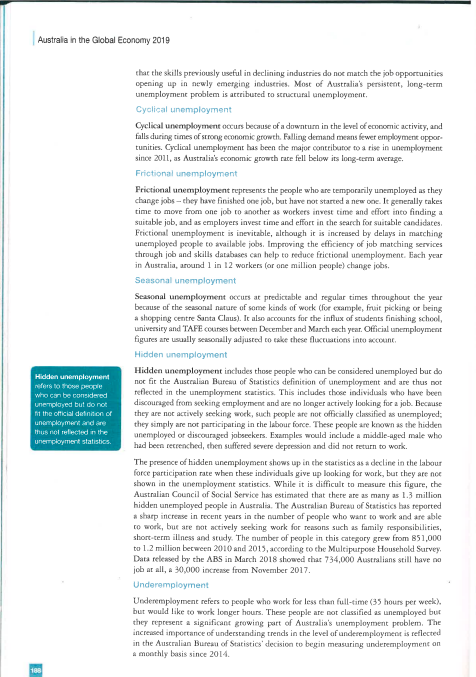 Australia in the Global Economy 2019
that the skills previously useful in declining industries do not match the job opportunities
opening up in newly emerging industries. Most of Australia's persistent, long-term
unemployment problem is attributed to structural unemployment.
Cyclical unemployment
Cyclical unemployment occurs because of a downturn in the level of economic activity, and
falls during times of strong economic growth. Falling demand means fewer employment oppor-
tunities. Cyclical unemployment has been the major contributor to a rise in unemployment
since 2011, as Australia's economic growth rate fell below its long-term average.
Frictional unemployment
Frictional unemployment represents the people who are temporarily unemployed as they
change jobs – they have finished one job, but have not started a new one. It generally takes
time to move from one job to another as workers invest time and effort into finding a
suitable job, and as employers invest time and effort in the search for suitable candidates.
Frictional unemployment is inevitable, although it is increased by delays in matching
unemployed people to available jobs. Improving the efficiency of job matching services
through job and skills databases can help to reduce frictional unemployment. Each year
in Australia, around 1 in 12 workers (or one million people) change jobs.
Seasonal unemployment
Seasonal unemployment occurs at predictable and regular times throughout the year
because of the seasonal nature of some kinds of work (for example, fruit picking or being
a shopping centre Santa Claus). It also accounts for the influx of students finishing school,
university and TAFE courses between December and March each year. Official unemployment
figures are usually seasonally adjusted to take these fluctuations into account.
Hidden unemployment
Hidden unemployment includes those people who can be considered unemployed but do
not fit the Australian Bureau of Statistics definition of unemployment and are thus not
reflected in the unemployment statistics. This includes those individuals who have been
discouraged from seeking employment and are no longer actively looking for a job. Because
they are not actively seeking work, such people are not officially classified as unemployed;
they simply are not participating in the labour force. These people are known as the hidden
unemployed or discouraged jobseekers. Examples would include a middle-aged male who
had been retrenched, then suffered severe depression and did not return to work.
Hidden unemployment
refers to those people
who can be considered
unemployed but do not
fit the official definition of
unemployment and are
thus not reflected in the
unemployment statistics.
The presence of hidden unemployment shows up in the statistics as a decline in the labour
force participation rate when these individuals give up looking for work, but they are not
shown in the unemployment statistics. While it is difficult to measure this figure, the
Australian Council of Social Service has estimated that there are as many as 1.3 million
hidden unemployed people in Australia. The Australian Bureau of Statistics has reported
a sharp increase in recent years in the number of people who want to work and are able
to work, but are not actively seeking work for reasons such as family responsibilities,
short-term illness and study. The number of people in this category grew from 851,000
to 1.2 million between 2010 and 2015, according to the Multipurpose Household Survey.
Data released by the ABS in March 2018 showed that 734,000 Australians still have no
job at all, a 30,000 increase from November 2017.
Underemployment
Underemployment refers to people who work for less than full-time (35 hours per week),
but would like to work longer hours. These people are not classified as unemployed but
they represent a significant growing part of Australia's unemployment problem. The
increased importance of understanding trends in the level of underemployment is reflected
in the Australian Bureau of Statistics' decision to begin measuring underemployment on
a monthly basis since 2014.
188